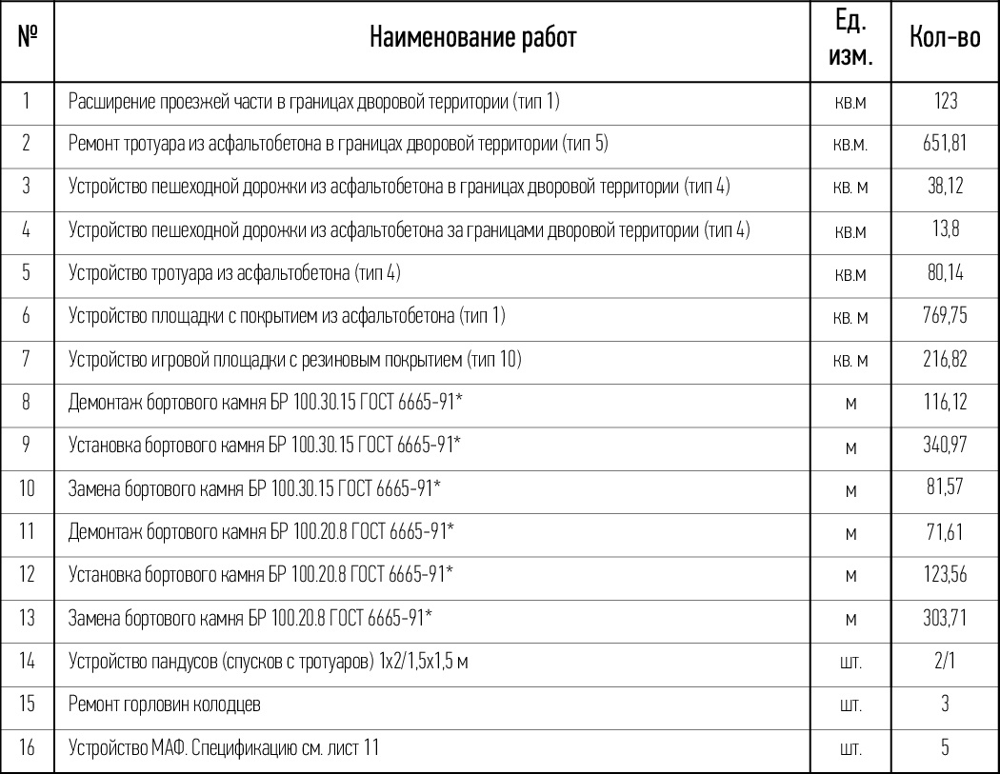 № Наименование работ Ед. изм. Кол-во
1 Расширение проезжей части в границах дворовой территории (тип 1) кв.м 123
2 Ремонт тротуара из асфальтобетона в границах дворовой территории (тип 5) кв.м. 651,81
3 Устройство пешеходной дорожки из асфальтобетона в границах дворовой территории (тип 4) кв. м 38,12
4 Устройство пешеходной дорожки из асфальтобетона за границами дворовой территории (тип 4) кв.м 13,8
5 Устройство тротуара из асфальтобетона (тип 4) кв.м 80,14
6 Устройство площадки с покрытием из асфальтобетона (тип 1) кв. м 769,75
7 Устройство игровой площадки с резиновым покрытием (тип 10) кв. м 216,82
8 Демонтаж бортового камня БР 100.30.15 ГОСТ 6665-91* м 116,12
9 Установка бортового камня БР 100.30.15 ГОСТ 6665-91* м 340,97
10 Замена бортового камня БР 100.30.15 ГОСТ 6665-91* м 81,57
11 Демонтаж бортового камня БР 100.20.8 ГОСТ 6665-91* м 71,61
12 Установка бортового камня БР 100.20.8 ГОСТ 6665-91* м 123,56
13 Замена бортового камня БР 100.20.8 ГОСТ 6665-91* м 303,71
14 Устройство пандусов (спусков с тротуаров) 1х2/1,5х1,5 м шт. 2/1
15 Ремонт горловин колодцев шт. 3
16 Устройство МАФ. Спецификацию см. лист 11 шт. 5